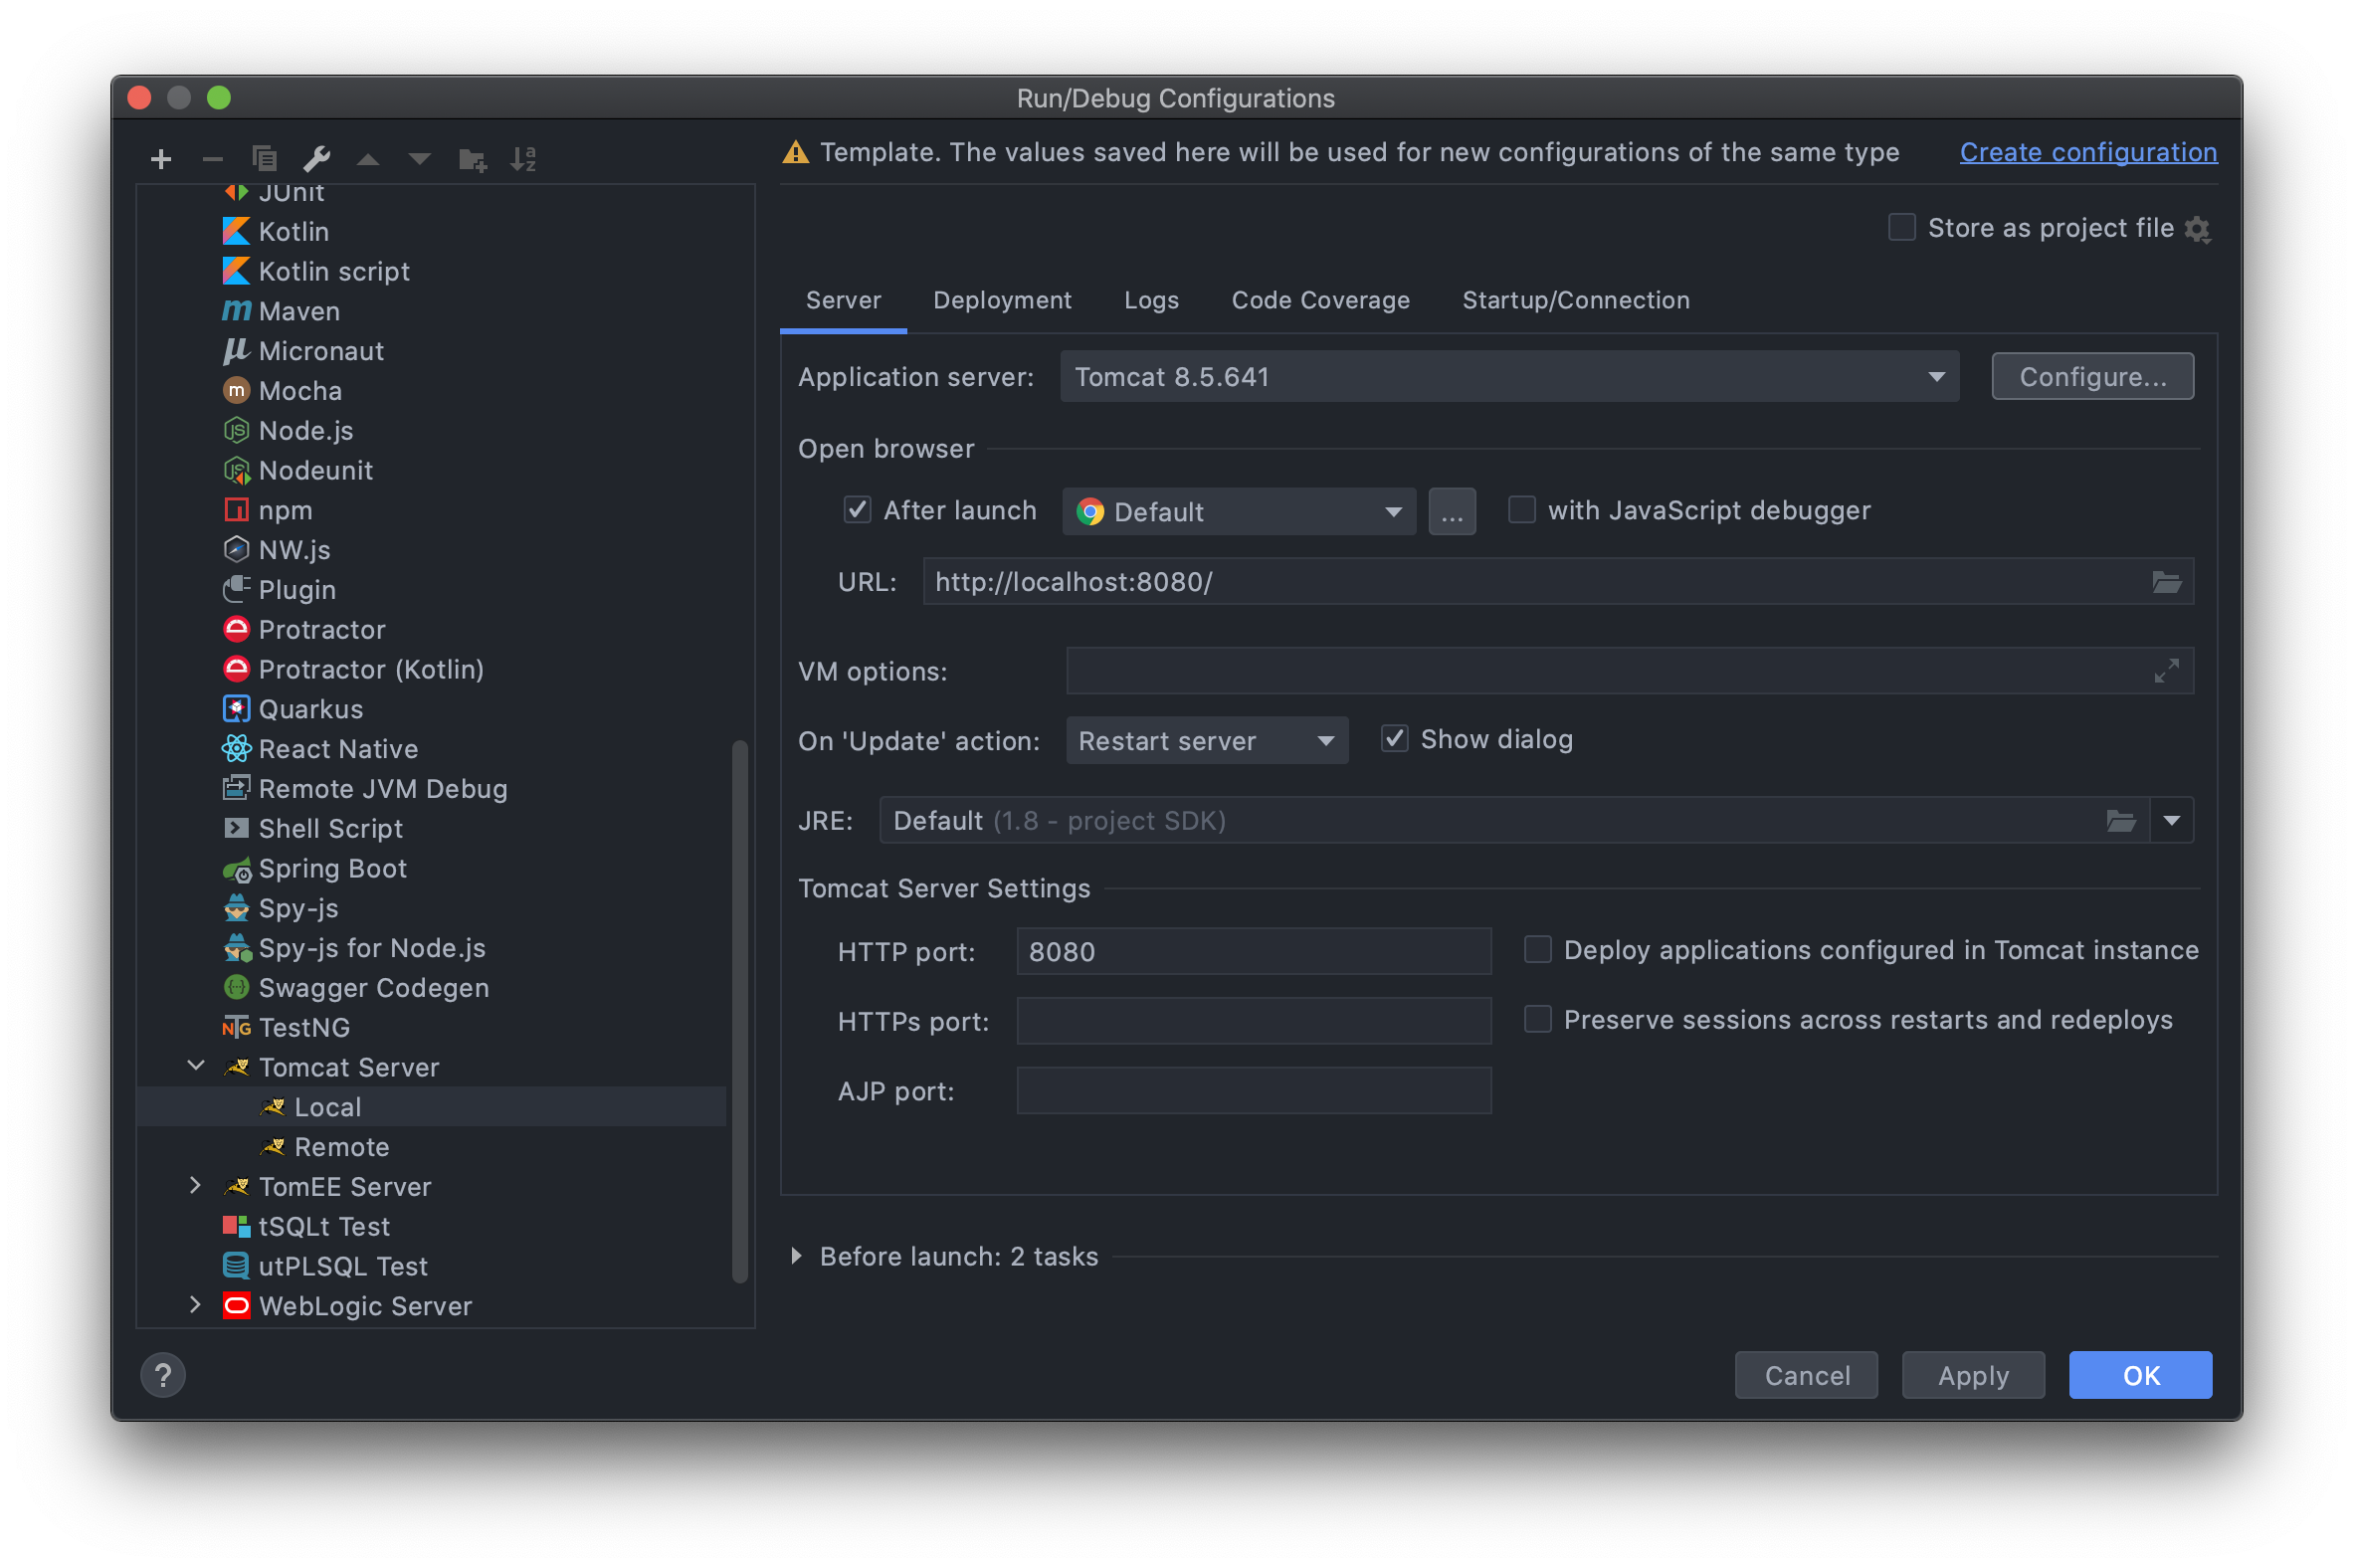 Run/Debug Configurations
Template. The values saved here will be used for new configurations of the same type Create configuration
JUnit
Kotlin
Kotlin script
Maven
Micronaut
Mocha
Node.js
Nodeunit
npm
NW.js
Plugin
Protractor
Protractor (Kotlin)
Quarkus
React Native
Remote JVM Debug
Shell Script
Spring Boot
Spy-js
Spy-js for Node.js
Swagger Codegen
TestNG
Tomcat Server
Local
Remote
TomEE Server
tSQLt Test
utPLSQL Test
WebLogic Server
Store as project file
Server Deployment Logs Code Coverage Startup/Connection
Application server: Tomcat 8.5.641 Configure...
Open browser
After launch Default ... with JavaScript debugger
URL: http://localhost:8080/
VM options:
On 'Update' action: Restart server Show dialog
JRE: Default (1.8 - project SDK)
Tomcat Server Settings
HTTP port: 8080 Deploy applications configured in Tomcat instance
HTTPs port: Preserve sessions across restarts and redeploys
AJP port:
Before launch: 2 tasks
? Cancel Apply OK